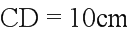 CD = 10cm